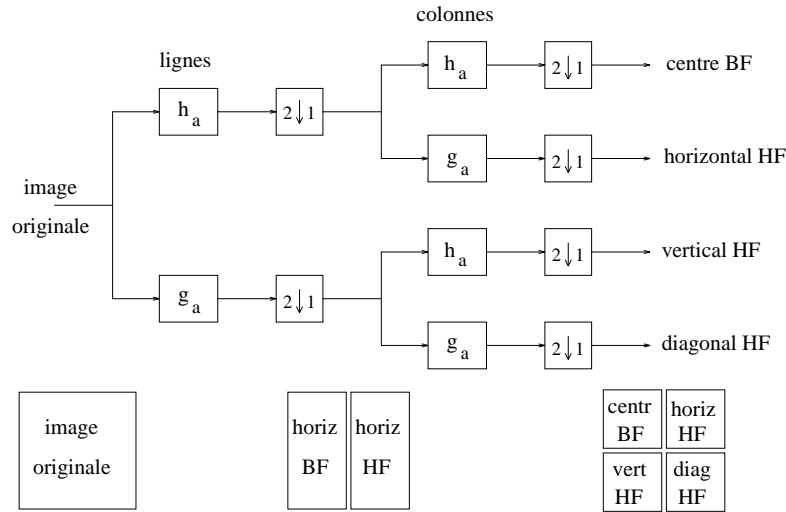 colonnes
lignes
h a
2↓1
centre BF
h a
2↓1
g a
2↓1
horizontal HF
image
originale
h a
2↓1
vertical HF
g a
2↓1
g a
2↓1
diagonal HF
image
originale
horiz
BF
horiz
HF
centr
BF
horiz
HF
vert
HF
diag
HF